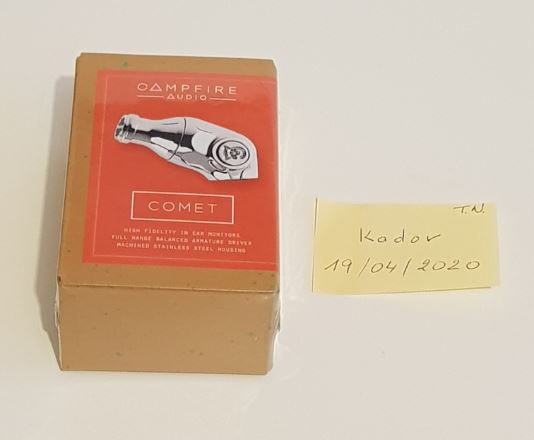 CAMPFIRE
AUDIO
COMET
HIGH FIDELITY IN EAR MONITORS
FULL RANGE BALANCED ARMATURE DRIVER
MACHINED STAINLESS STEEL HOUSING
T.N.
Kador
19/04/2020